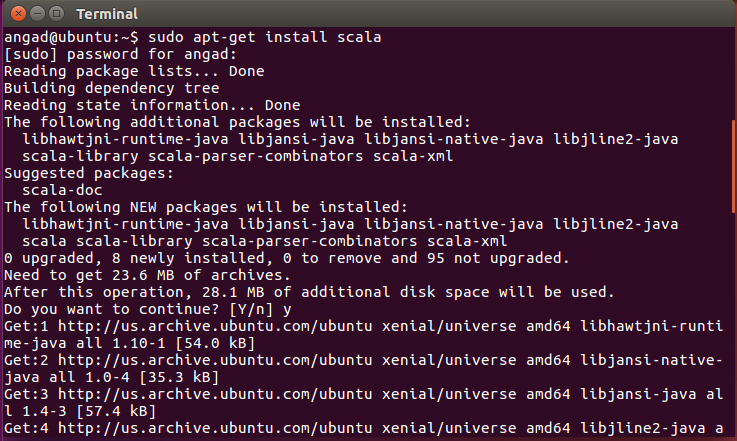 Terminal
angad@ubuntu:~$ sudo apt-get install scala
[sudo] password for angad:
Reading package lists... Done
Building dependency tree
Reading state information... Done
The following additional packages will be installed:
  libhawtjni-runtime-java libjansi-java libjansi-native-java libjline2-java
  scala-library scala-parser-combinators scala-xml
Suggested packages:
  scala-doc
The following NEW packages will be installed:
  libhawtjni-runtime-java libjansi-java libjansi-native-java libjline2-java
  scala scala-library scala-parser-combinators scala-xml
0 upgraded, 8 newly installed, 0 to remove and 95 not upgraded.
Need to get 23.6 MB of archives.
After this operation, 28.1 MB of additional disk space will be used.
Do you want to continue? [Y/n] y
Get:1 http://us.archive.ubuntu.com/ubuntu xenial/universe amd64 libhawtjni-runti
me-java all 1.10-1 [54.0 kB]
Get:2 http://us.archive.ubuntu.com/ubuntu xenial/universe amd64 libjansi-native-
java all 1.0-4 [35.3 kB]
Get:3 http://us.archive.ubuntu.com/ubuntu xenial/universe amd64 libjansi-java al
l 1.4-3 [57.4 kB]
Get:4 http://us.archive.ubuntu.com/ubuntu xenial/universe amd64 libjline2-java a